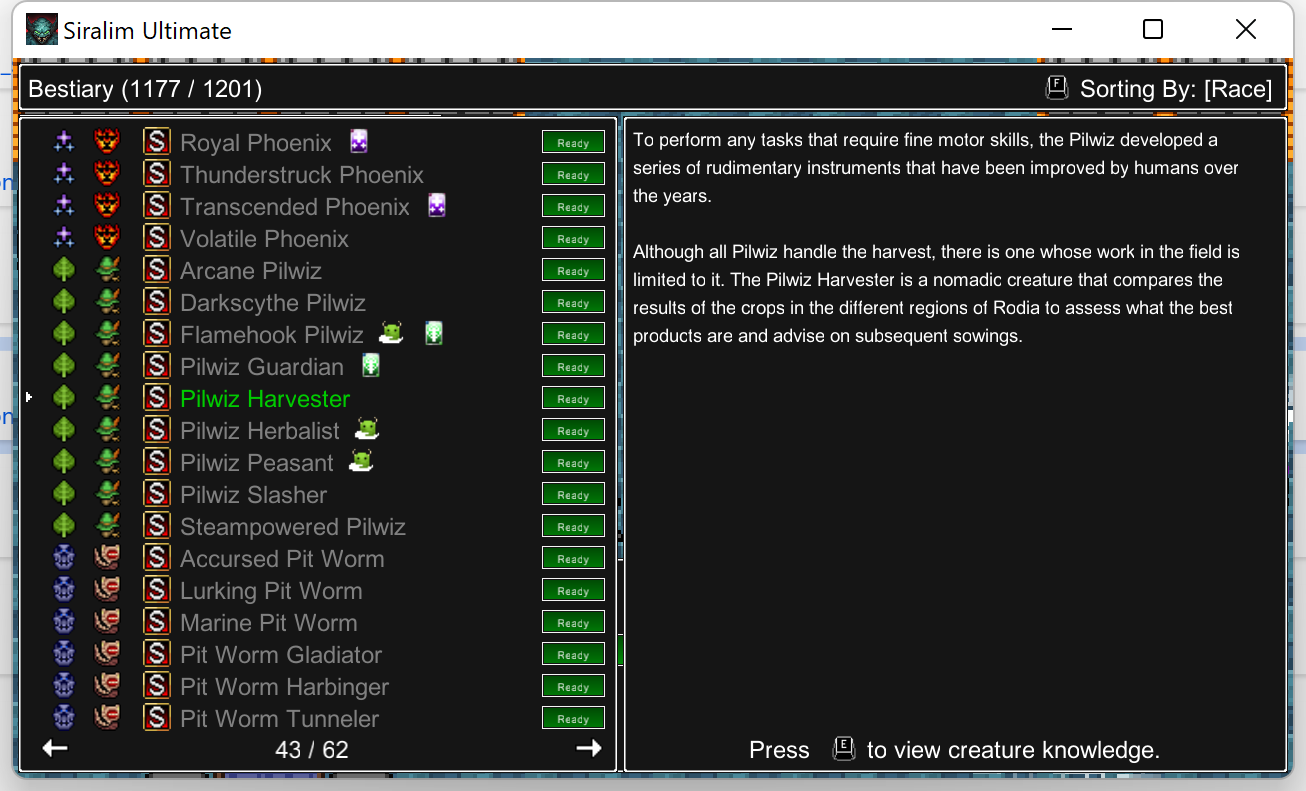 Siralim Ultimate
Bestiary (1177 / 1201)
F Sorting By: [Race]
S Royal Phoenix Ready
S Thunderstruck Phoenix Ready
S Transcended Phoenix Ready
S Volatile Phoenix Ready
S Arcane Pilwiz Ready
S Darkscythe Pilwiz Ready
S Flamehook Pilwiz Ready
S Pilwiz Guardian Ready
S Pilwiz Harvester Ready
S Pilwiz Herbalist Ready
S Pilwiz Peasant Ready
S Pilwiz Slasher Ready
S Steampowered Pilwiz Ready
S Accursed Pit Worm Ready
S Lurking Pit Worm Ready
S Marine Pit Worm Ready
S Pit Worm Gladiator Ready
S Pit Worm Harbinger Ready
S Pit Worm Tunneler Ready
43 / 62
To perform any tasks that require fine motor skills, the Pilwiz developed a
series of rudimentary instruments that have been improved by humans over
the years.
Although all Pilwiz handle the harvest, there is one whose work in the field is
limited to it. The Pilwiz Harvester is a nomadic creature that compares the
results of the crops in the different regions of Rodia to assess what the best
products are and advise on subsequent sowings.
Press E to view creature knowledge.